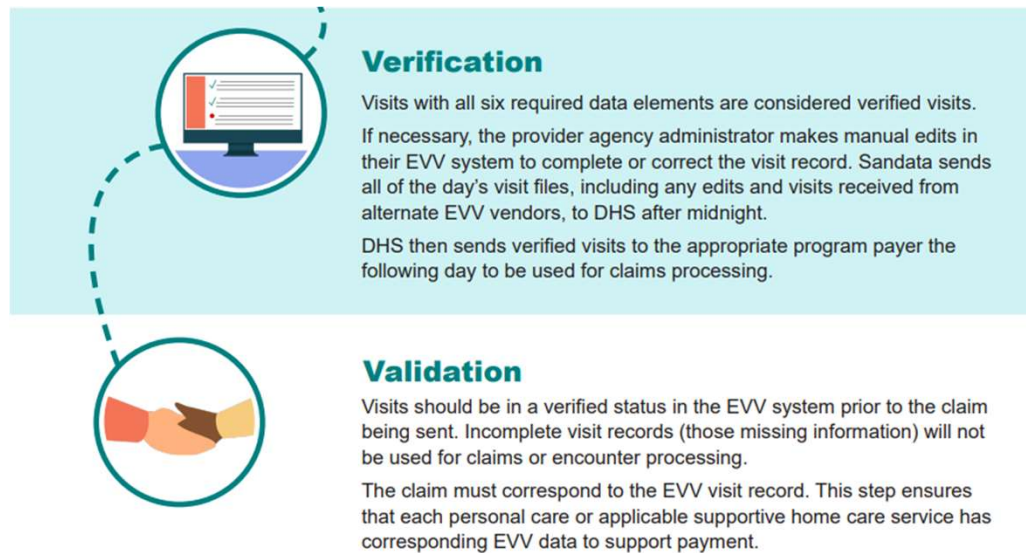 Verification
Visits with all six required data elements are considered verified visits.
If necessary, the provider agency administrator makes manual edits in
their EVV system to complete or correct the visit record. Sandata sends
all of the day’s visit files, including any edits and visits received from
alternate EVV vendors, to DHS after midnight.
DHS then sends verified visits to the appropriate program payer the
following day to be used for claims processing.
Validation
Visits should be in a verified status in the EVV system prior to the claim
being sent. Incomplete visit records (those missing information) will not
be used for claims or encounter processing.
The claim must correspond to the EVV visit record. This step ensures
that each personal care or applicable supportive home care service has
corresponding EVV data to support payment.